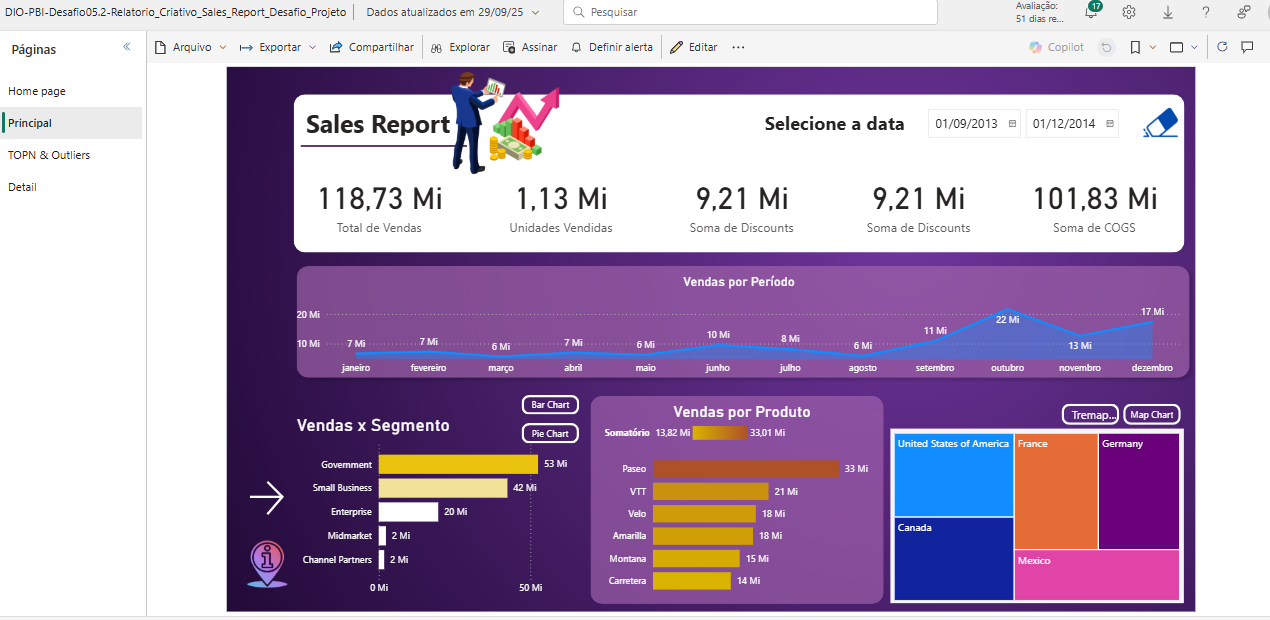 DIO-PBI-Desafio05.2-Relatorio_Criativo_Sales_Report_Desafio_Projeto
Dados atualizados em 29/09/25
Pesquisar
Avaliação:
51 dias re...
17
Páginas
Arquivo
Exportar
Compartilhar
Explorar
Assinar
Definir alerta
Editar
Copilot
Home page
Principal
TOPN & Outliers
Detail
Sales Report
Selecione a data
01/09/2013
01/12/2014
118,73 Mi
Total de Vendas
1,13 Mi
Unidades Vendidas
9,21 Mi
Soma de Discounts
9,21 Mi
Soma de Discounts
101,83 Mi
Soma de COGS
Vendas por Período
20 Mi
10 Mi
7 Mi
7 Mi
6 Mi
7 Mi
6 Mi
10 Mi
8 Mi
6 Mi
11 Mi
22 Mi
13 Mi
17 Mi
janeiro
fevereiro
março
abril
maio
junho
julho
agosto
setembro
outubro
novembro
dezembro
Vendas x Segmento
Bar Chart
Pie Chart
Government
53 Mi
Small Business
42 Mi
Enterprise
20 Mi
Midmarket
2 Mi
Channel Partners
2 Mi
0 Mi
50 Mi
Vendas por Produto
Somatório
13,82 Mi
33,01 Mi
Paseo
33 Mi
VTT
21 Mi
Velo
18 Mi
Amarilla
18 Mi
Montana
15 Mi
Carretera
14 Mi
Tremap...
Map Chart
United States of America
France
Germany
Canada
Mexico